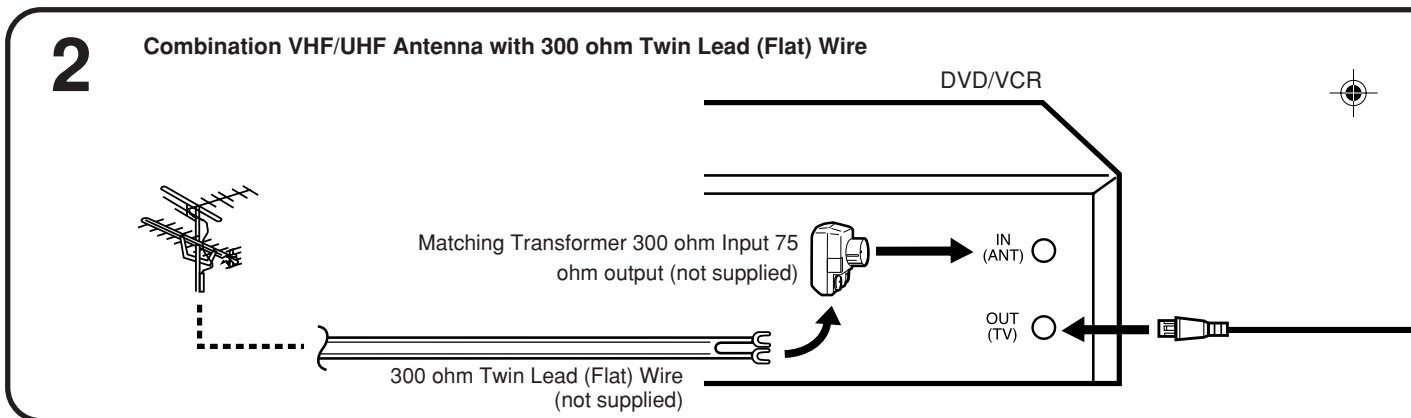 2
Combination VHF/UHF Antenna with 300 ohm Twin Lead (Flat) Wire
DVD/VCR
Matching Transformer 300 ohm Input 75
ohm output (not supplied)
IN
(ANT)
OUT
(TV)
300 ohm Twin Lead (Flat) Wire
(not supplied)